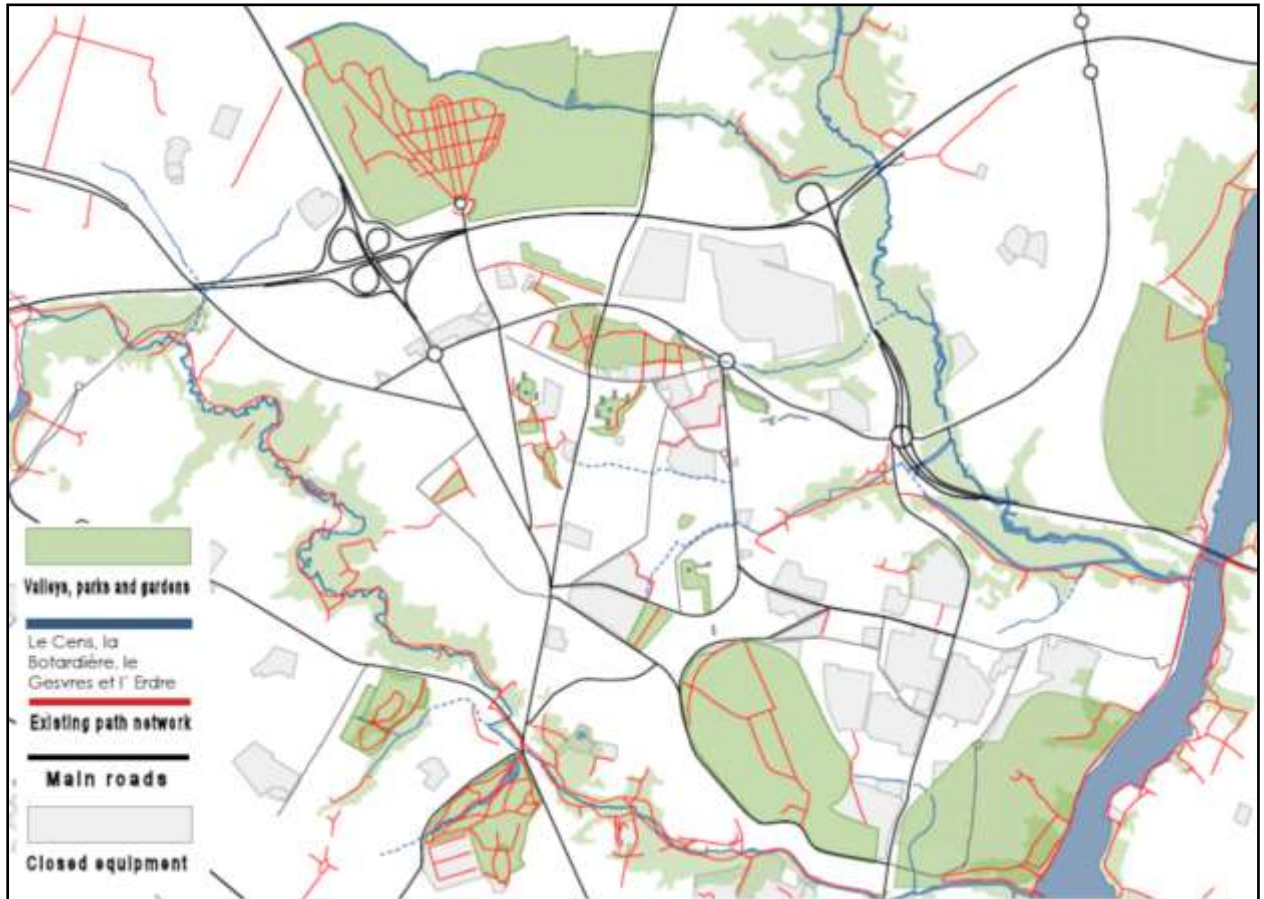 Valleys, parks and gardens
Le Cens, la
Botardière, le
Gesvres et l' Erdre
Existing path network
Main roads
Closed equipment